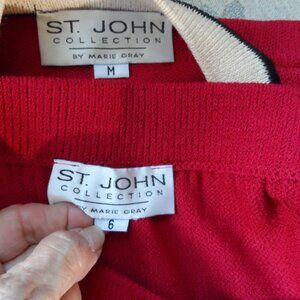 ST. JOHN
COLLECTION
BY MARIE GRAY
M
ST. JOHN
COLLECTION
BY MARIE GRAY
6